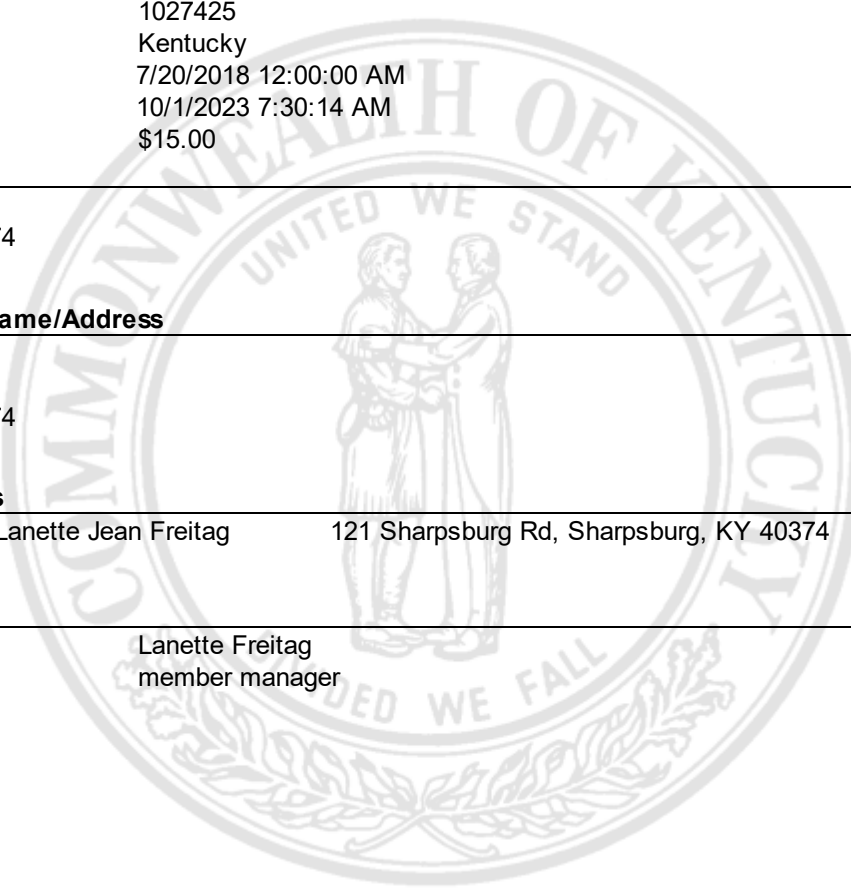 1027425
Kentucky
7/20/2018 12:00:00 AM
10/1/2023 7:30:14 AM
$15.00
4
ame/Address
4
s
Lanette Jean Freitag 121 Sharpsburg Rd, Sharpsburg, KY 40374
Lanette Freitag
member manager
COMMONWEALTH OF KENTUCKY
UNITED WE STAND
DIVIDED WE FALL